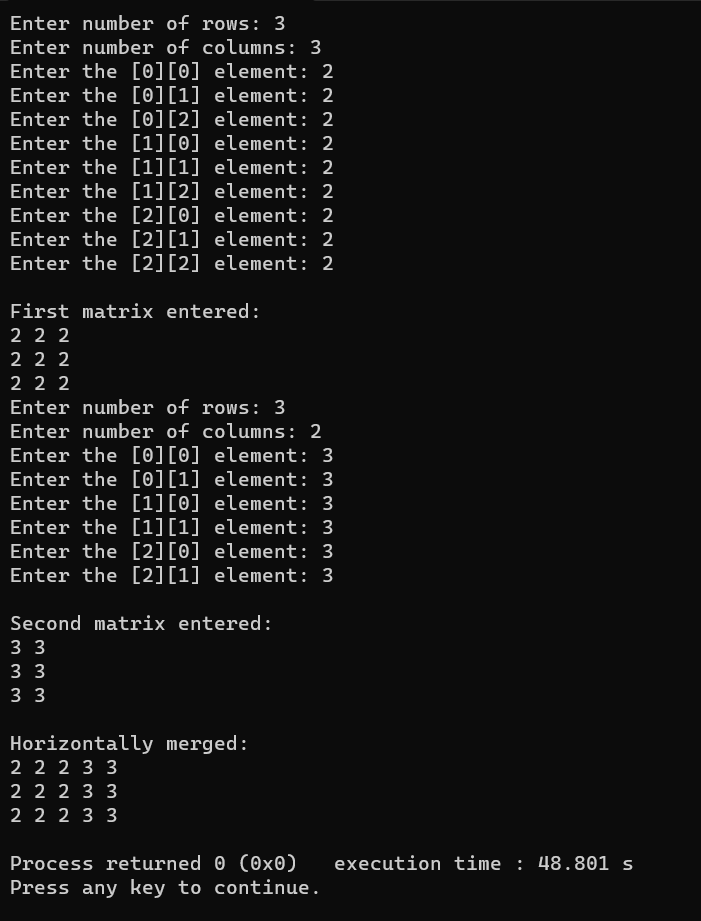 Enter number of rows: 3
Enter number of columns: 3
Enter the [0][0] element: 2
Enter the [0][1] element: 2
Enter the [0][2] element: 2
Enter the [1][0] element: 2
Enter the [1][1] element: 2
Enter the [1][2] element: 2
Enter the [2][0] element: 2
Enter the [2][1] element: 2
Enter the [2][2] element: 2

First matrix entered:
2 2 2
2 2 2
2 2 2
Enter number of rows: 3
Enter number of columns: 2
Enter the [0][0] element: 3
Enter the [0][1] element: 3
Enter the [1][0] element: 3
Enter the [1][1] element: 3
Enter the [2][0] element: 3
Enter the [2][1] element: 3

Second matrix entered:
3 3
3 3
3 3

Horizontally merged:
2 2 2 3 3
2 2 2 3 3
2 2 2 3 3

Process returned 0 (0x0)   execution time : 48.801 s
Press any key to continue.